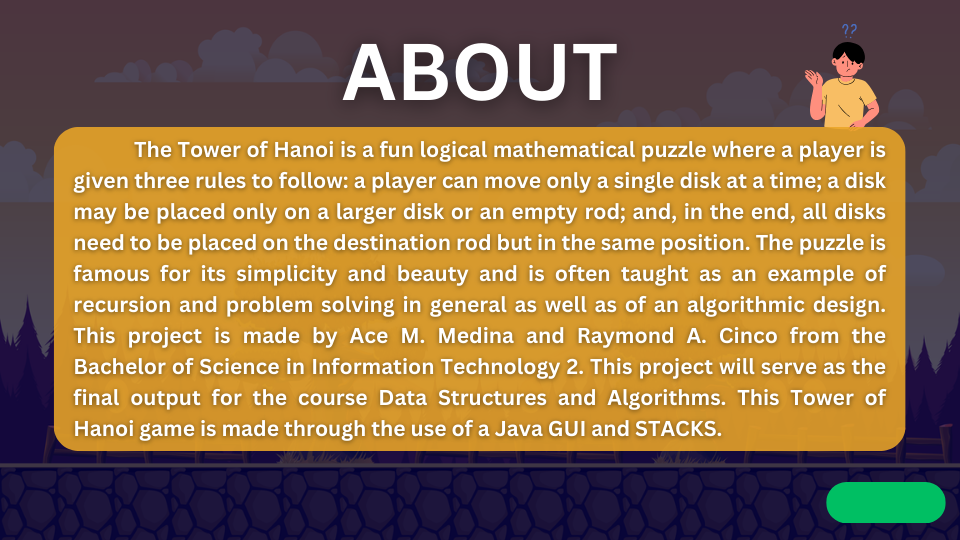 ??
ABOUT
The Tower of Hanoi is a fun logical mathematical puzzle where a player is
given three rules to follow: a player can move only a single disk at a time; a disk
may be placed only on a larger disk or an empty rod; and, in the end, all disks
need to be placed on the destination rod but in the same position. The puzzle is
famous for its simplicity and beauty and is often taught as an example of
recursion and problem solving in general as well as of an algorithmic design.
This project is made by Ace M. Medina and Raymond A. Cinco from the
Bachelor of Science in Information Technology 2. This project will serve as the
final output for the course Data Structures and Algorithms. This Tower of
Hanoi game is made through the use of a Java GUI and STACKS.